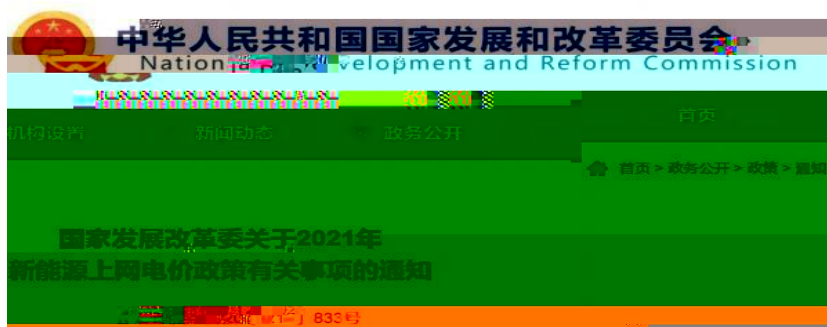 中华人民共和国国家发展和改革委员会
Nation velopment and Reform Commission
首页
机构设置 新闻动态 政务公开
首页 > 政务公开 > 政策 > 通知
国家发展改革委关于2021年
新能源上网电价政策有关事项的通知
833号